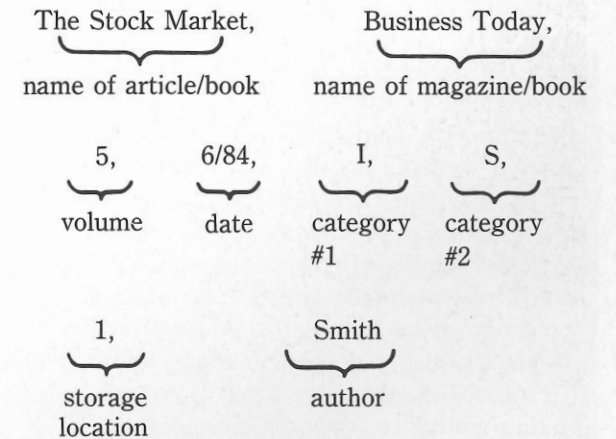 The Stock Market, Business Today,
name of article/book name of magazine/book
5, 6/84, I, S,
volume date category category
#1 #2
1, Smith
storage author
location